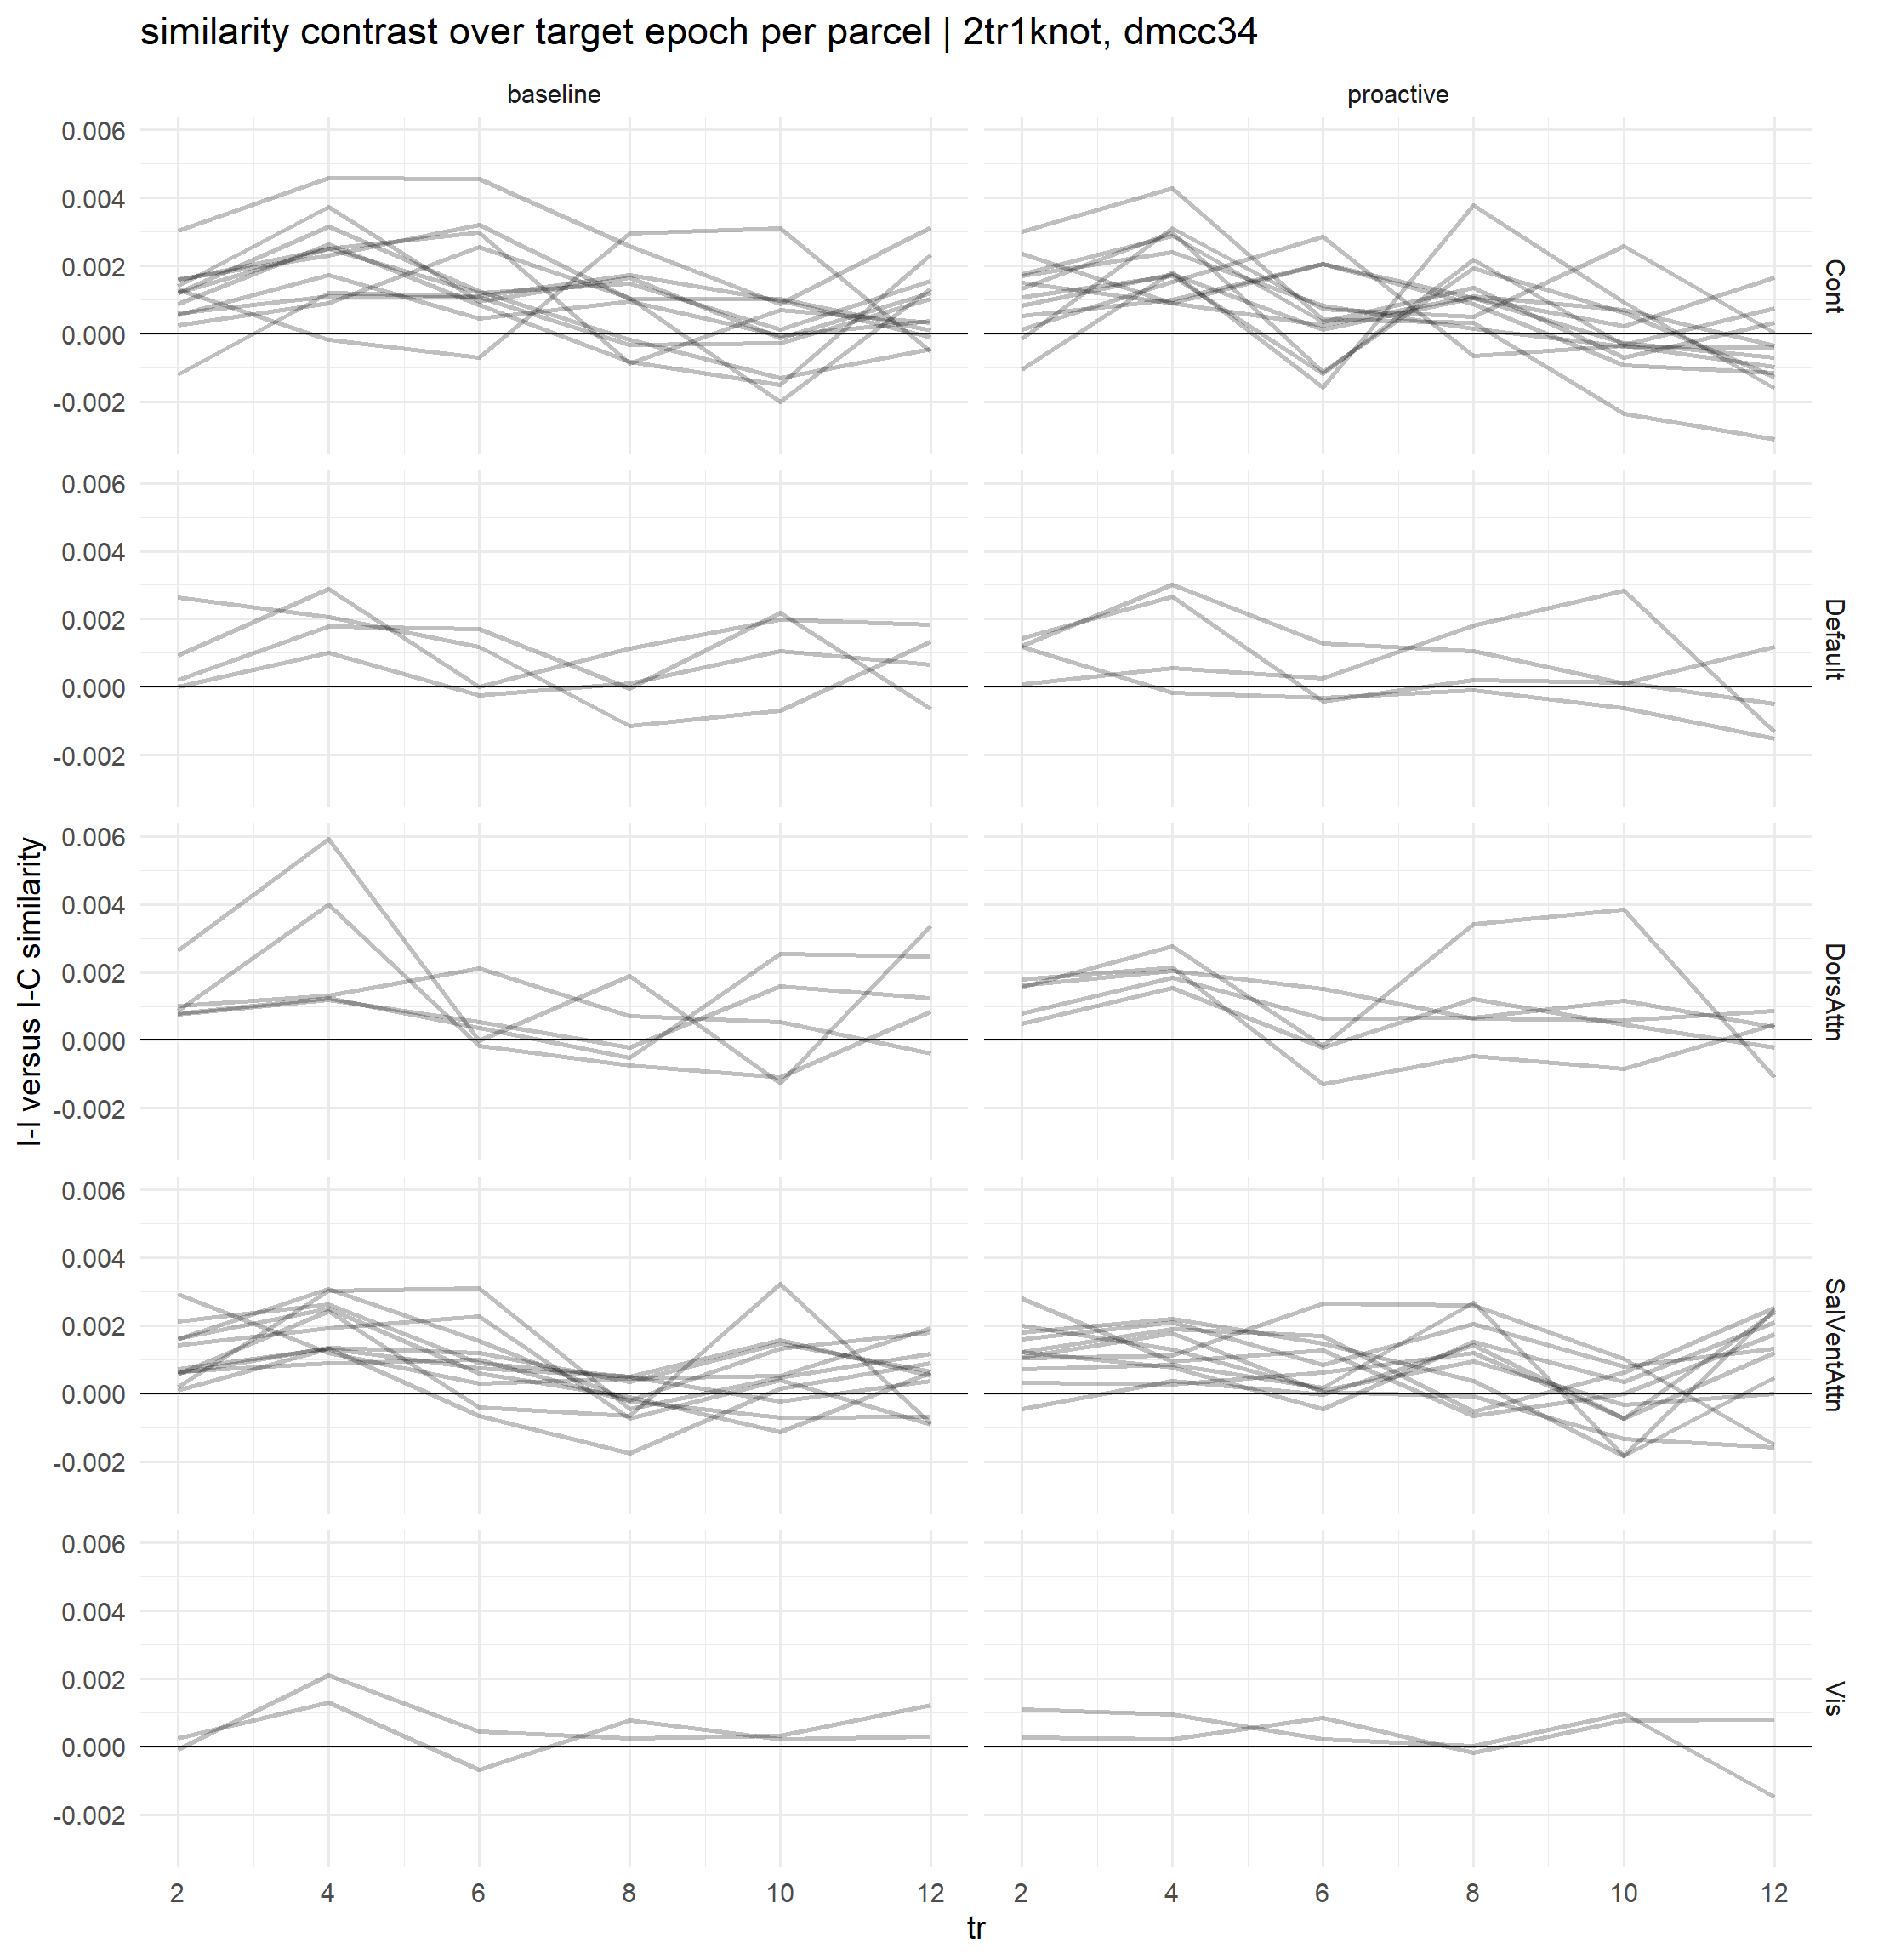 similarity contrast over target epoch per parcel | 2tr1knot, dmcc34
baseline
proactive
0.006
0.004
0.002
0.000
-0.002
Cont
0.006
0.004
0.002
0.000
-0.002
Default
0.006
0.004
0.002
0.000
-0.002
DorsAttn
I-I versus I-C similarity
0.006
0.004
0.002
0.000
-0.002
SalVentAttn
0.006
0.004
0.002
0.000
-0.002
Vis
2 4 6 8 10 12
2 4 6 8 10 12
tr